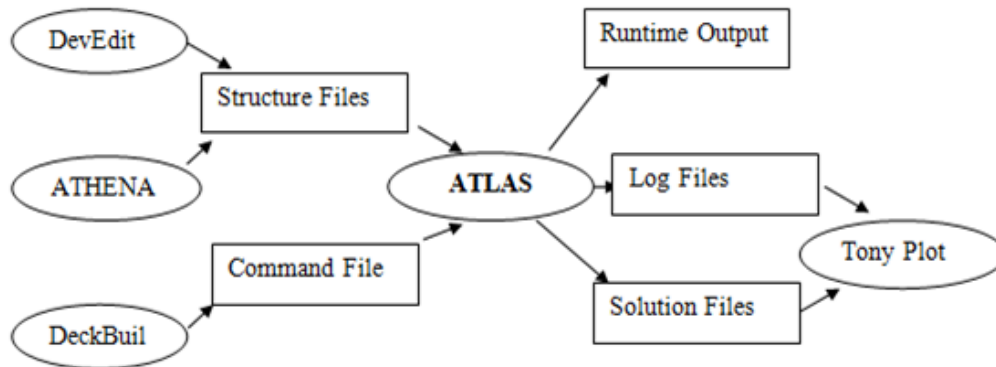 DevEdit
Runtime Output
Structure Files
ATHENA
ATLAS
Log Files
Command File
Tony Plot
Solution Files
DeckBuil